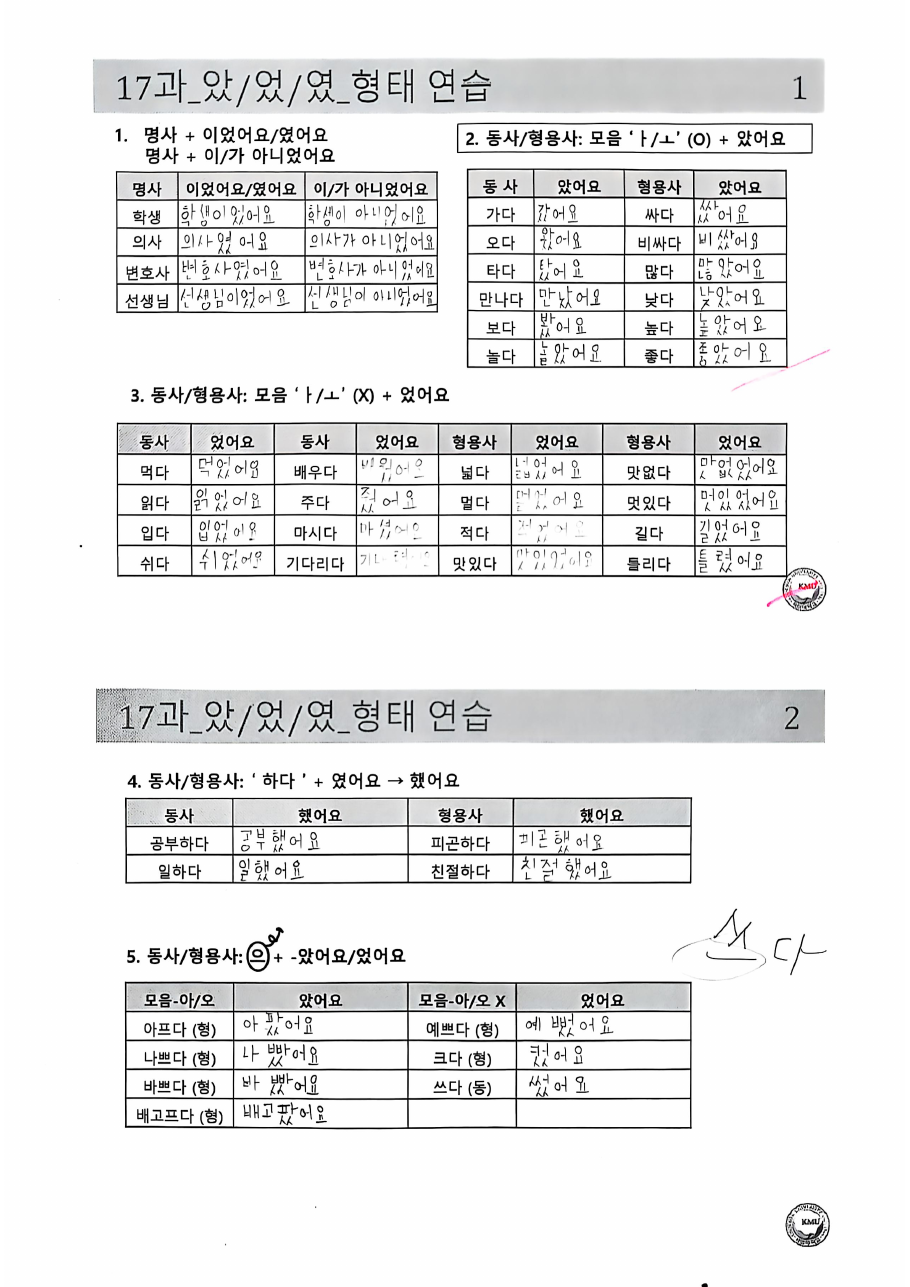 17과_았/었/였_형태 연습 1
1. 명사 + 이었어요/였어요
명사 + 이/가 아니었어요
명사 이었어요/였어요 이/가 아니었어요
학생 학생이었어요 학생이 아니었어요
의사 의사였어요 의사가 아니었어요
변호사 변호사였어요 변호사가 아니었어요
선생님 선생님이었어요 선생님이 아니었어요
2. 동사/형용사: 모음 ‘ㅏ/ㅗ’ (O) + 았어요
동 사 았어요 형용사 았어요
가다 갔어요 싸다 쌌어요
오다 왔어요 비싸다 비쌌어요
타다 탔어요 많다 많았어요
만나다 만났어요 낮다 낮았어요
보다 봤어요 높다 높았어요
놀다 놀았어요 좋다 좋았어요
3. 동사/형용사: 모음 ‘ㅏ/ㅗ’ (X) + 었어요
동사 었어요 동사 었어요 형용사 었어요 형용사 었어요
먹다 먹었어요 배우다 배웠어요 넓다 넓었어요 맛없다 맛없었어요
읽다 읽었어요 주다 줬어요 멀다 멀었어요 멋있다 멋있었어요
입다 입었어요 마시다 마셨어요 적다 적었어요 길다 길었어요
쉬다 쉬었어요 기다리다 맛있다 맛있었어요 틀리다 틀렸어요
KMU
17과_았/었/였_형태 연습 2
4. 동사/형용사: ‘ 하다 ’ + 였어요 → 했어요
동사 했어요 형용사 했어요
공부하다 공부했어요 피곤하다 피곤했어요
일하다 일했어요 친절하다 친절했어요
쓰다
5. 동사/형용사: 으 + -았어요/었어요
모음-아/오 았어요 모음-아/오 X 었어요
아프다 (형) 아팠어요 예쁘다 (형) 예뻤어요
나쁘다 (형) 나빴어요 크다 (형) 컸어요
바쁘다 (형) 바빴어요 쓰다 (동) 썼어요
배고프다 (형) 배고팠어요
KMU